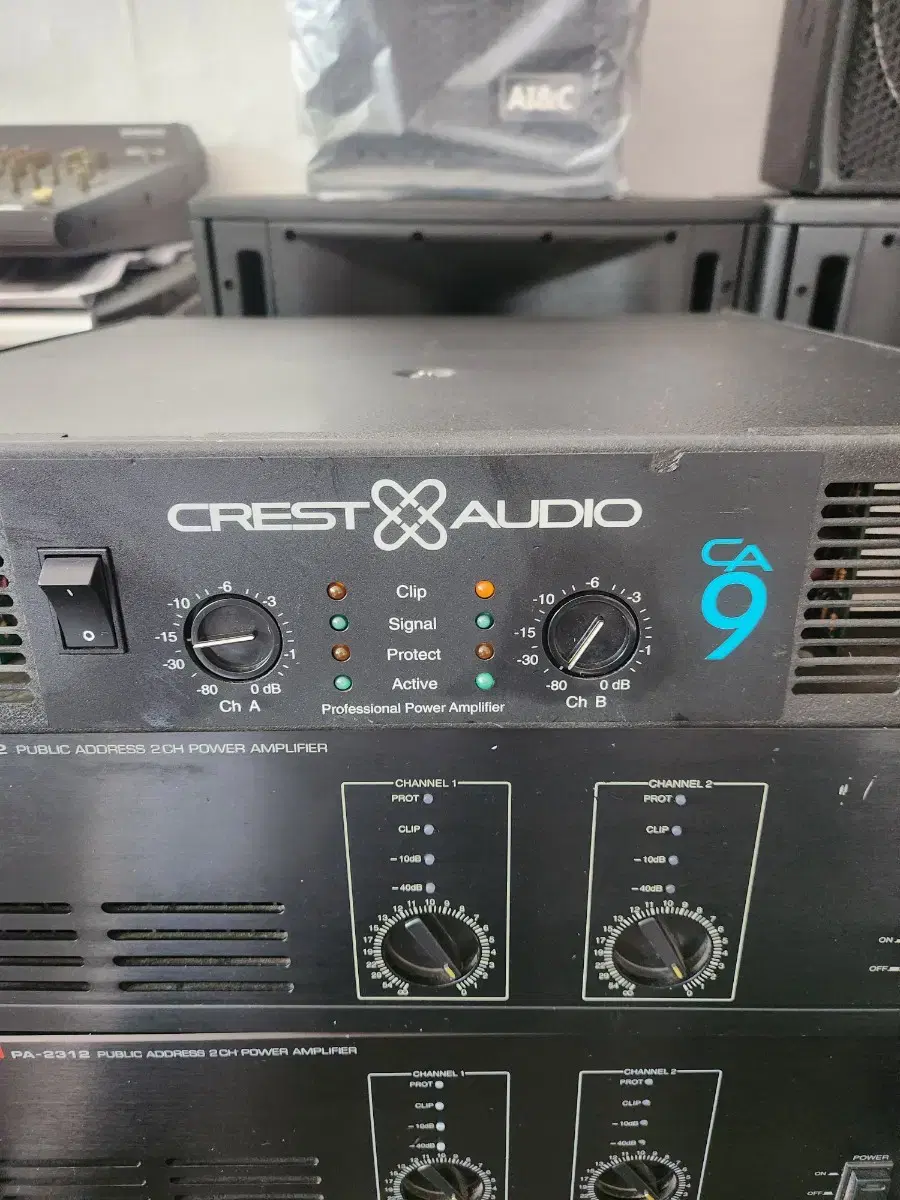 AI&C
CREST AUDIO
CA
9
-10 -6 -3
-15
-30 -1
-80 0 dB
Ch A
Clip
Signal
Protect
Active
Professional Power Amplifier
-10 -6 -3
-15
-30 -1
-80 0 dB
Ch B
O
2 PUBLIC ADDRESS 2CH POWER AMPLIFIER
CHANNEL 1
PROT
CLIP
-10dB
-40dB
CHANNEL 2
PROT
CLIP
-10dB
-40dB
ON
OFF
PA-2312 PUBLIC ADDRESS 2CH POWER AMPLIFIER
CHANNEL 1
PROT
CLIP
-10dB
-40dB
CHANNEL 2
PROT
CLIP
-10dB
-40dB
POWER
ON
OFF